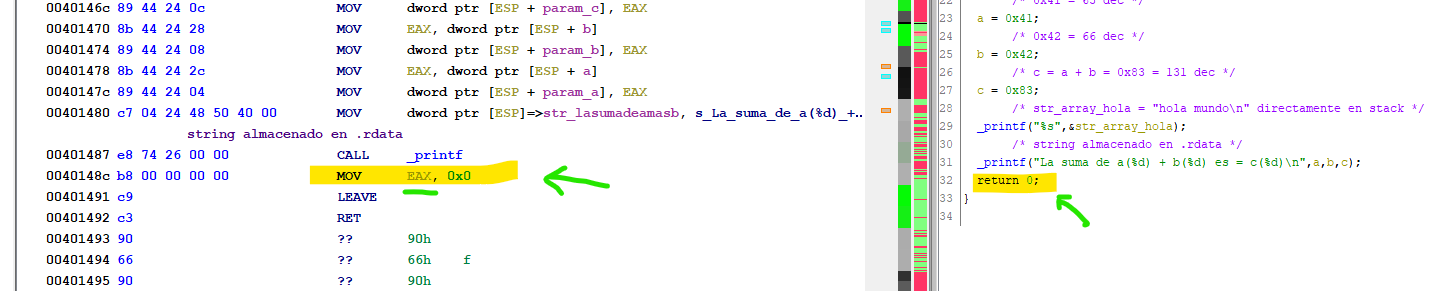 0040146c 89 44 24 0c MOV dword ptr [ESP + param_c], EAX
00401470 8b 44 24 28 MOV EAX, dword ptr [ESP + b]
00401474 89 44 24 08 MOV dword ptr [ESP + param_b], EAX
00401478 8b 44 24 2c MOV EAX, dword ptr [ESP + a]
0040147c 89 44 24 04 MOV dword ptr [ESP + param_a], EAX
00401480 c7 04 24 48 50 40 00 MOV dword ptr [ESP]=>str_lasumadeamasb, s_La_suma_de_a(%d)_+..
string almacenado en .rdata
00401487 e8 74 26 00 00 CALL _printf
0040148c b8 00 00 00 00 MOV EAX, 0x0
00401491 c9 LEAVE
00401492 c3 RET
00401493 90 ?? 90h
00401494 66 ?? 66h f
00401495 90 ?? 90h
22 /* 0x41 = 65 dec */
23 a = 0x41;
24 /* 0x42 = 66 dec */
25 b = 0x42;
26 /* c = a + b = 0x83 = 131 dec */
27 c = 0x83;
28 /* str_array_hola = "hola mundo\n" directamente en stack */
29 _printf("%s",&str_array_hola);
30 /* string almacenado en .rdata */
31 _printf("La suma de a(%d) + b(%d) es = c(%d)\n",a,b,c);
32 return 0;
33 }
34